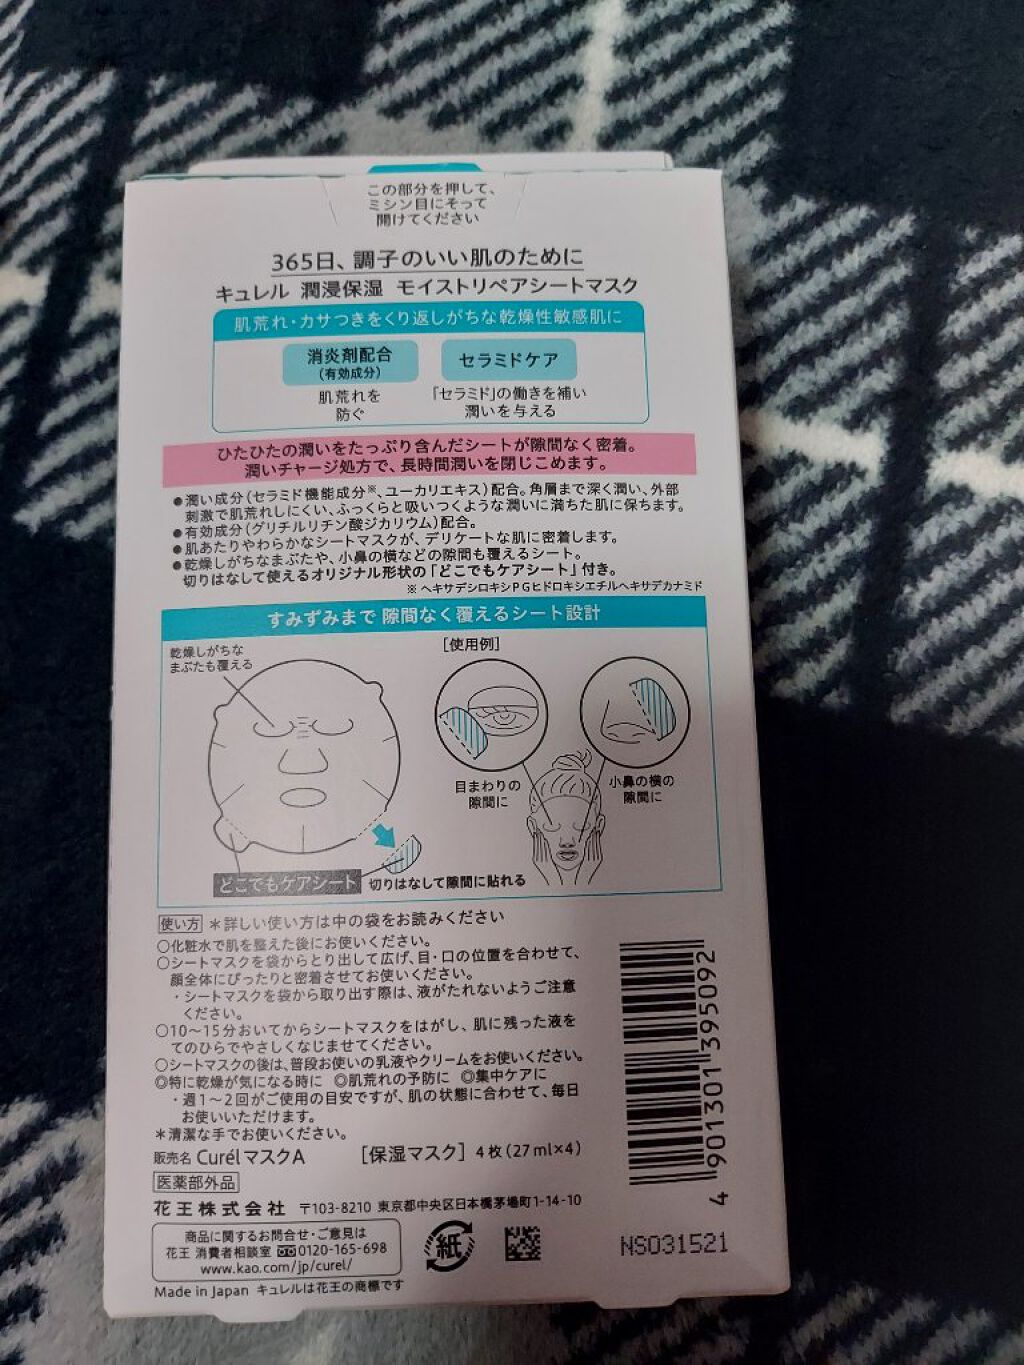 この部分を押して、
ミシン目にそって
開けてください
365日、調子のいい肌のために
キュレル 潤浸保湿 モイストリペアシートマスク
肌荒れ・カサつきをくり返しがちな乾燥性敏感肌に
消炎剤配合
(有効成分)
肌荒れを
防ぐ
セラミドケア
「セラミド」の働きを補い
潤いを与える
ひたひたの潤いをたっぷり含んだシートが隙間なく密着。
潤いチャージ処方で、長時間潤いを閉じこめます。
●潤い成分(セラミド機能成分※、ユーカリエキス)配合。角層まで深く潤い、外部
刺激で肌荒れしにくい、ふっくらと吸いつくような潤いに満ちた肌に保ちます。
●有効成分(グリチルリチン酸ジカリウム)配合。
●肌あたりやわらかなシートマスクが、デリケートな肌に密着します。
●乾燥しがちなまぶたや、小鼻の横などの隙間も覆えるシート。
切りはなして使えるオリジナル形状の「どこでもケアシート」付き。
※ ヘキサデシロキシPGヒドロキシエチルヘキサデカナミド
すみずみまで 隙間なく覆えるシート設計
乾燥しがちな
まぶたも覆える
[使用例]
目まわりの
隙間に
小鼻の横の
隙間に
どこでもケアシート 切りはなして隙間に貼れる
使い方 *詳しい使い方は中の袋をお読みください
○化粧水で肌を整えた後にお使いください。
○シートマスクを袋からとり出して広げ、目・口の位置を合わせて、
顔全体にぴったりと密着させてお使いください。
・シートマスクを袋から取り出す際は、液がたれないようご注意
ください。
○10〜15分おいてからシートマスクをはがし、肌に残った液を
てのひらでやさしくなじませてください。
○シートマスクの後は、普段お使いの乳液やクリームをお使いください。
◎特に乾燥が気になる時に ◎肌荒れの予防に ◎集中ケアに
・週1〜2回がご使用の目安ですが、肌の状態に合わせて、毎日
お使いいただけます。
*清潔な手でお使いください。
販売名 Curél マスクA [保湿マスク] 4枚(27ml×4)
医薬部外品
花王株式会社 〒103-8210 東京都中央区日本橋茅場町1-14-10
商品に関するお問合せ・ご意見は
花王 消費者相談室 0120-165-698
www.kao.com/jp/curel/
紙
Made in Japan キュレルは花王の商標です
4 901301 395092
NS031521